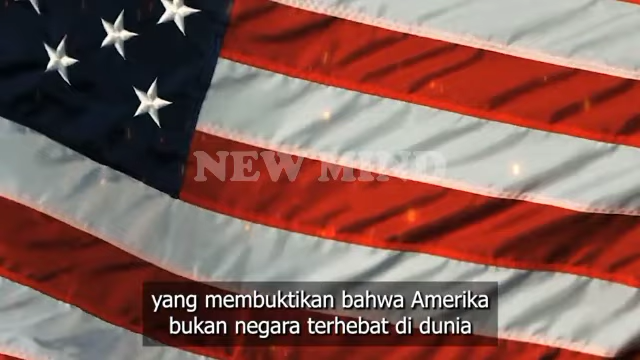 NEW MIND
yang membuktikan bahwa Amerika
bukan negara terhebat di dunia